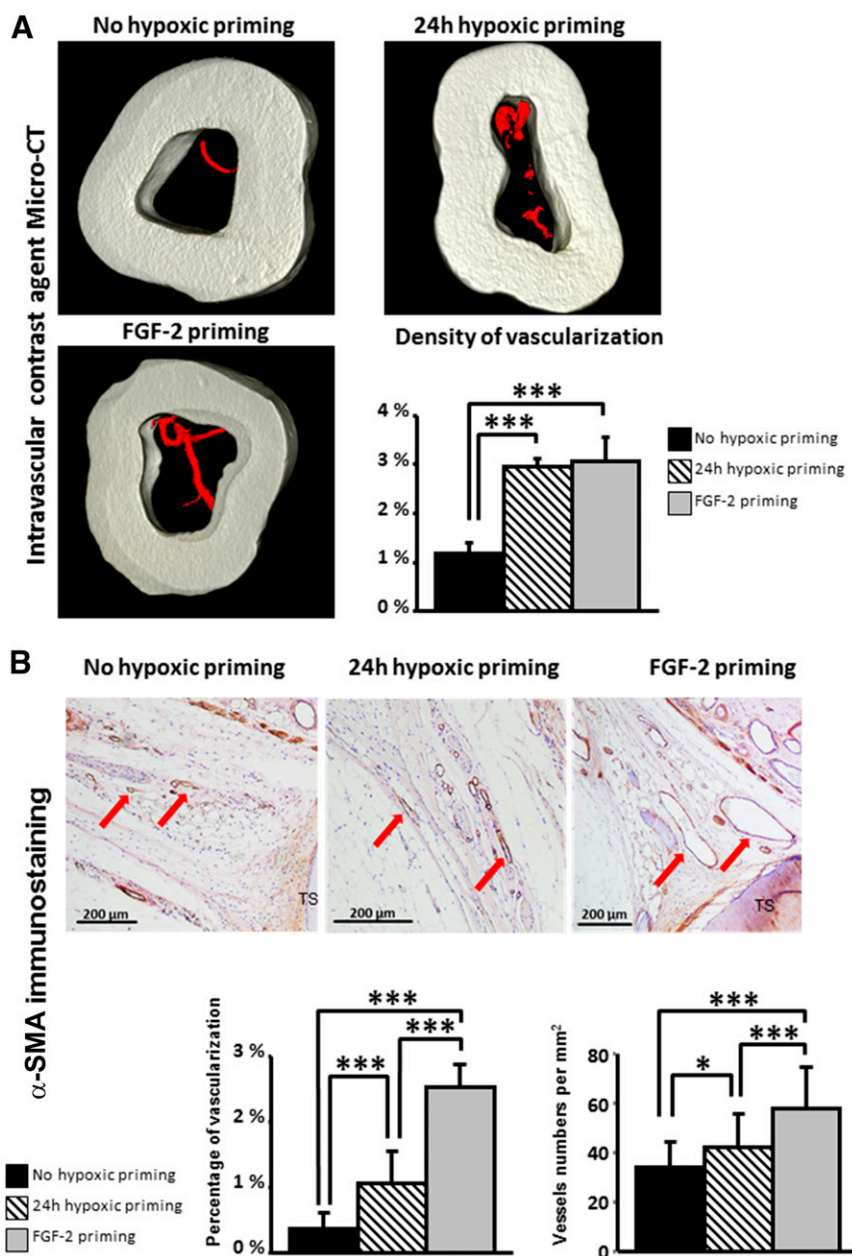 A
No hypoxic priming
24h hypoxic priming
Intravascular contrast agent Micro-CT
FGF-2 priming
Density of vascularization
***
***
4 %
3 %
2 %
1 %
0 %
No hypoxic priming
24h hypoxic priming
FGF-2 priming
B
No hypoxic priming
24h hypoxic priming
FGF-2 priming
α-SMA immunostaining
TS
TS
200 μm
200 μm
200 μm
Percentage of vascularization
***
***
***
3 %
2 %
1 %
0 %
Vessels numbers per mm²
***
***
*
80
60
40
20
0
No hypoxic priming
24h hypoxic priming
FGF-2 priming